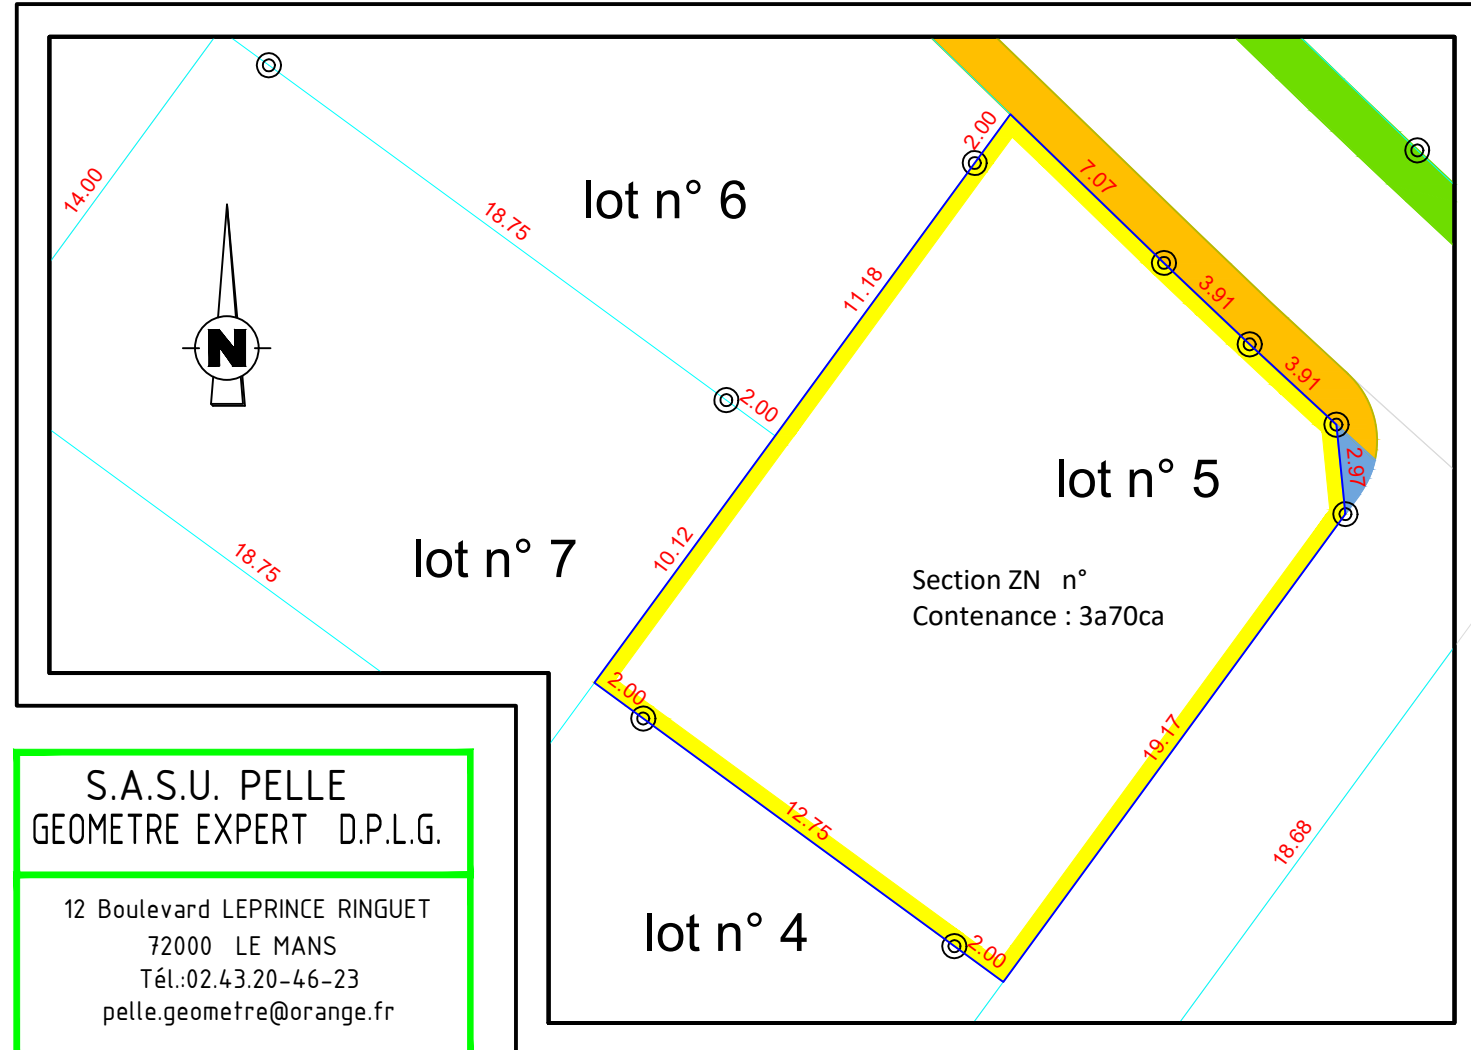 14.00
18.75
2.00
7.07
lot n° 6
11.18
3.91
3.91
2.00
2.97
lot n° 5
N
10.12
lot n° 7
18.75
Section ZN n°
Contenance : 3a70ca
2.00
19.17
12.75
18.68
lot n° 4
2.00
S.A.S.U. PELLE
GEOMETRE EXPERT D.P.L.G.
12 Boulevard LEPRINCE RINGUET
72000 LE MANS
Tél.:02.43.20-46-23
pelle.geometre@orange.fr